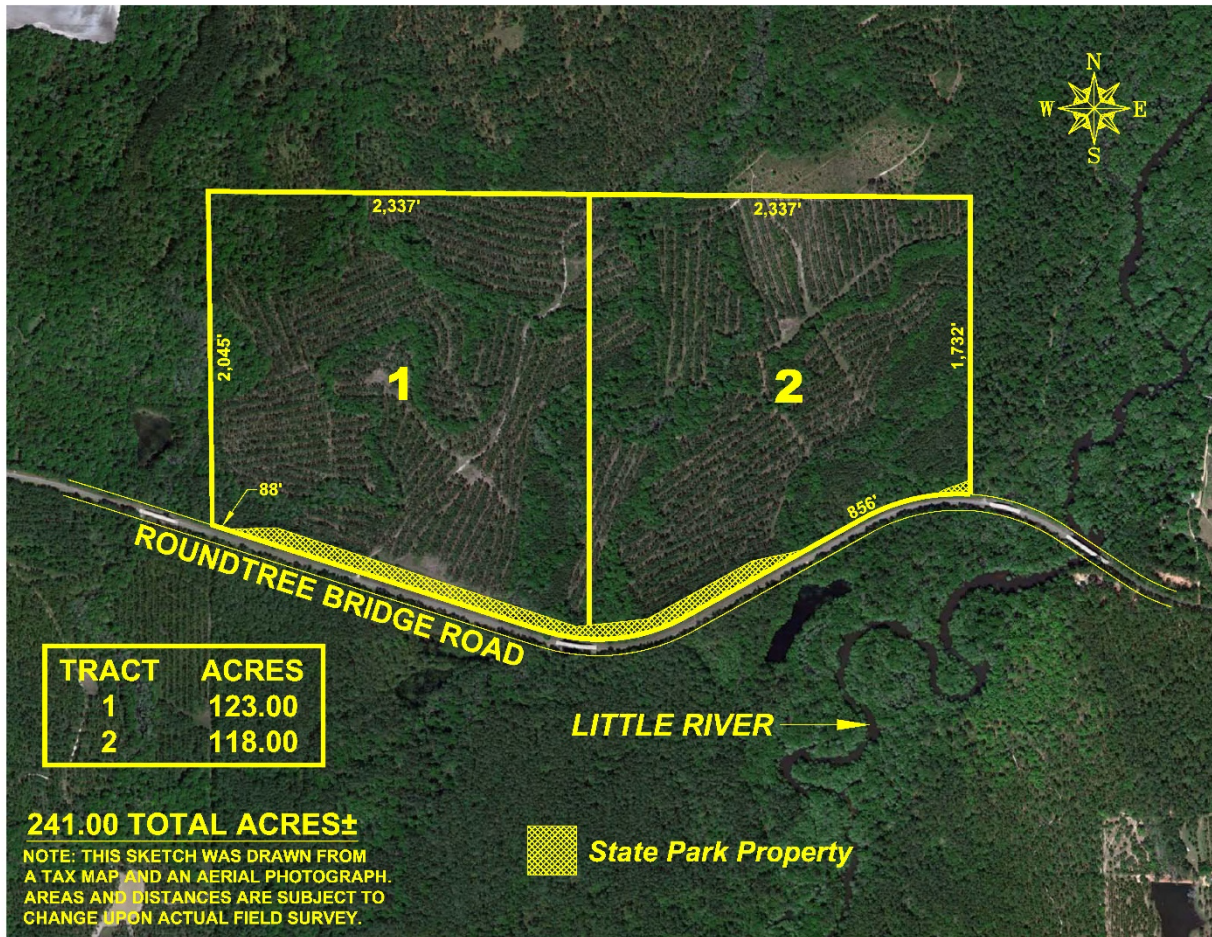 N
W E
S
2,337' 2,337'
2,045'
1,732'
1
2
88'
856'
ROUNDTREE BRIDGE ROAD
TRACT ACRES
1 123.00
2 118.00
LITTLE RIVER
241.00 TOTAL ACRES±
NOTE: THIS SKETCH WAS DRAWN FROM
A TAX MAP AND AN AERIAL PHOTOGRAPH.
AREAS AND DISTANCES ARE SUBJECT TO
CHANGE UPON ACTUAL FIELD SURVEY.
State Park Property